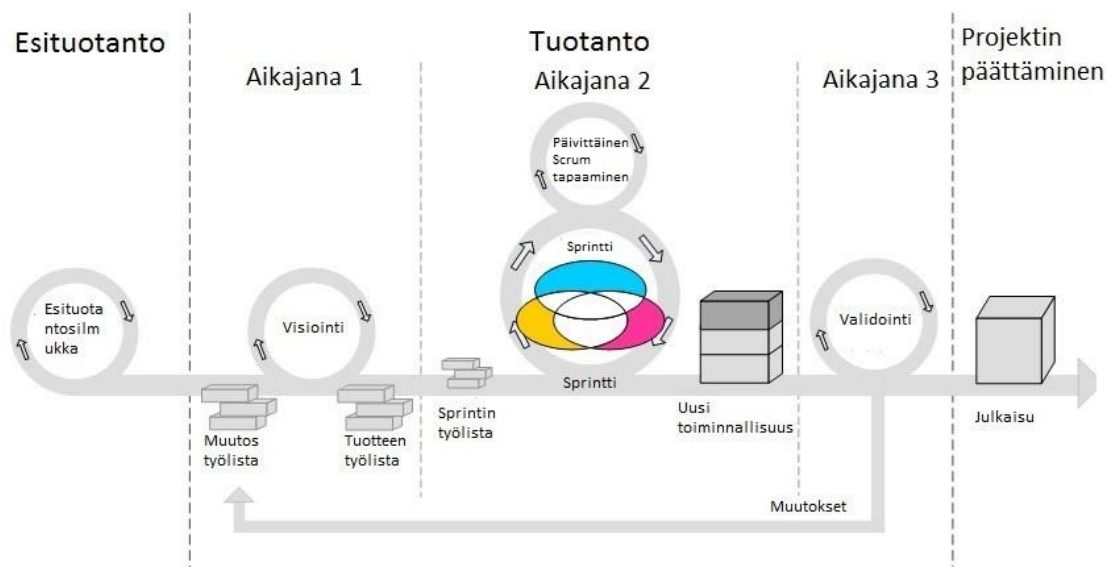 Esituotanto
Tuotanto
Projektin
päättäminen
Aikajana 1
Aikajana 2
Aikajana 3
Päivittäinen
Scrum
tapaaminen
Sprintti
Esituota
ntosilm
ukka
Visiointi
Validointi
Sprintti
Muutos
työlista
Tuotteen
työlista
Sprintin
työlista
Uusi
toiminnallisuus
Julkaisu
Muutokset